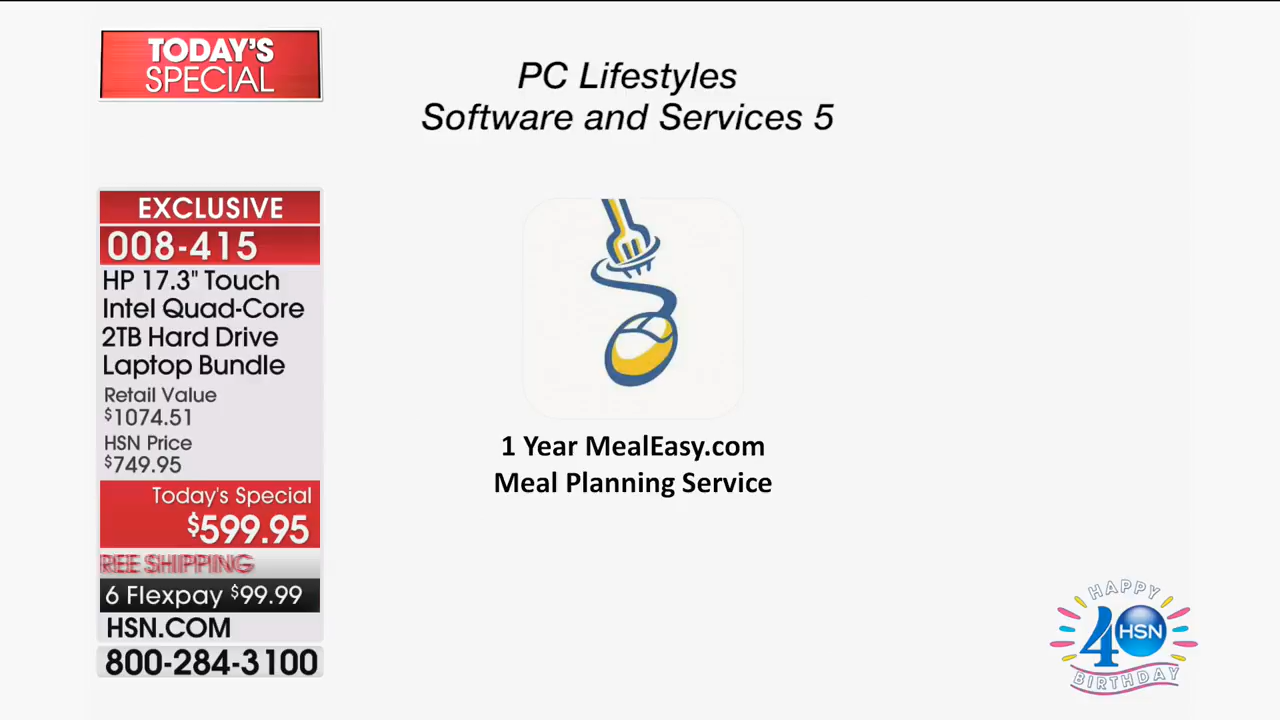 TODAY'S
SPECIAL
PC Lifestyles
Software and Services 5
EXCLUSIVE
008-415
HP 17.3" Touch
Intel Quad-Core
2TB Hard Drive
Laptop Bundle
Retail Value
$1074.51
HSN Price
$749.95
Today's Special
$599.95
REE SHIPPING
6 Flexpay $99.99
HSN.COM
800-284-3100
1 Year MealEasy.com
Meal Planning Service
HAPPY
40 HSN
BIRTHDAY